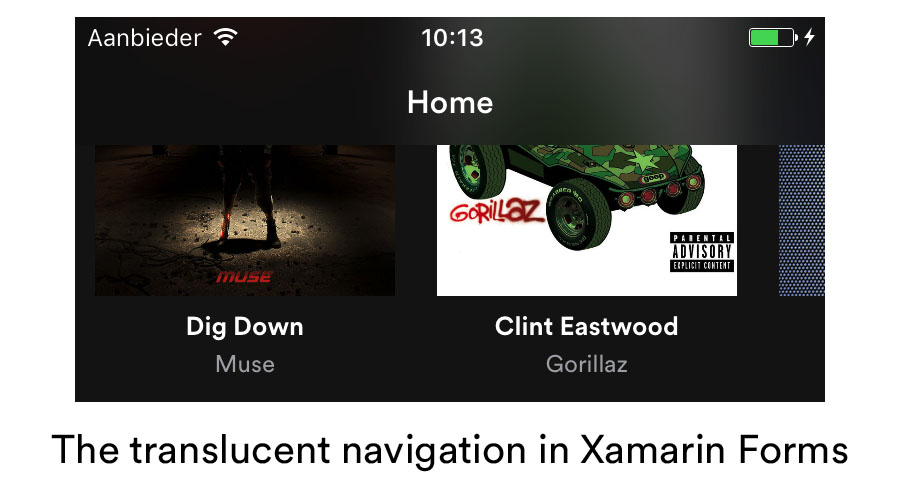 Aanbieder 10:13
Home
goop
GORILLAZ
PARENTAL
ADVISORY
EXPLICIT CONTENT
MUSE
Dig Down Clint Eastwood
Muse Gorillaz
The translucent navigation in Xamarin Forms